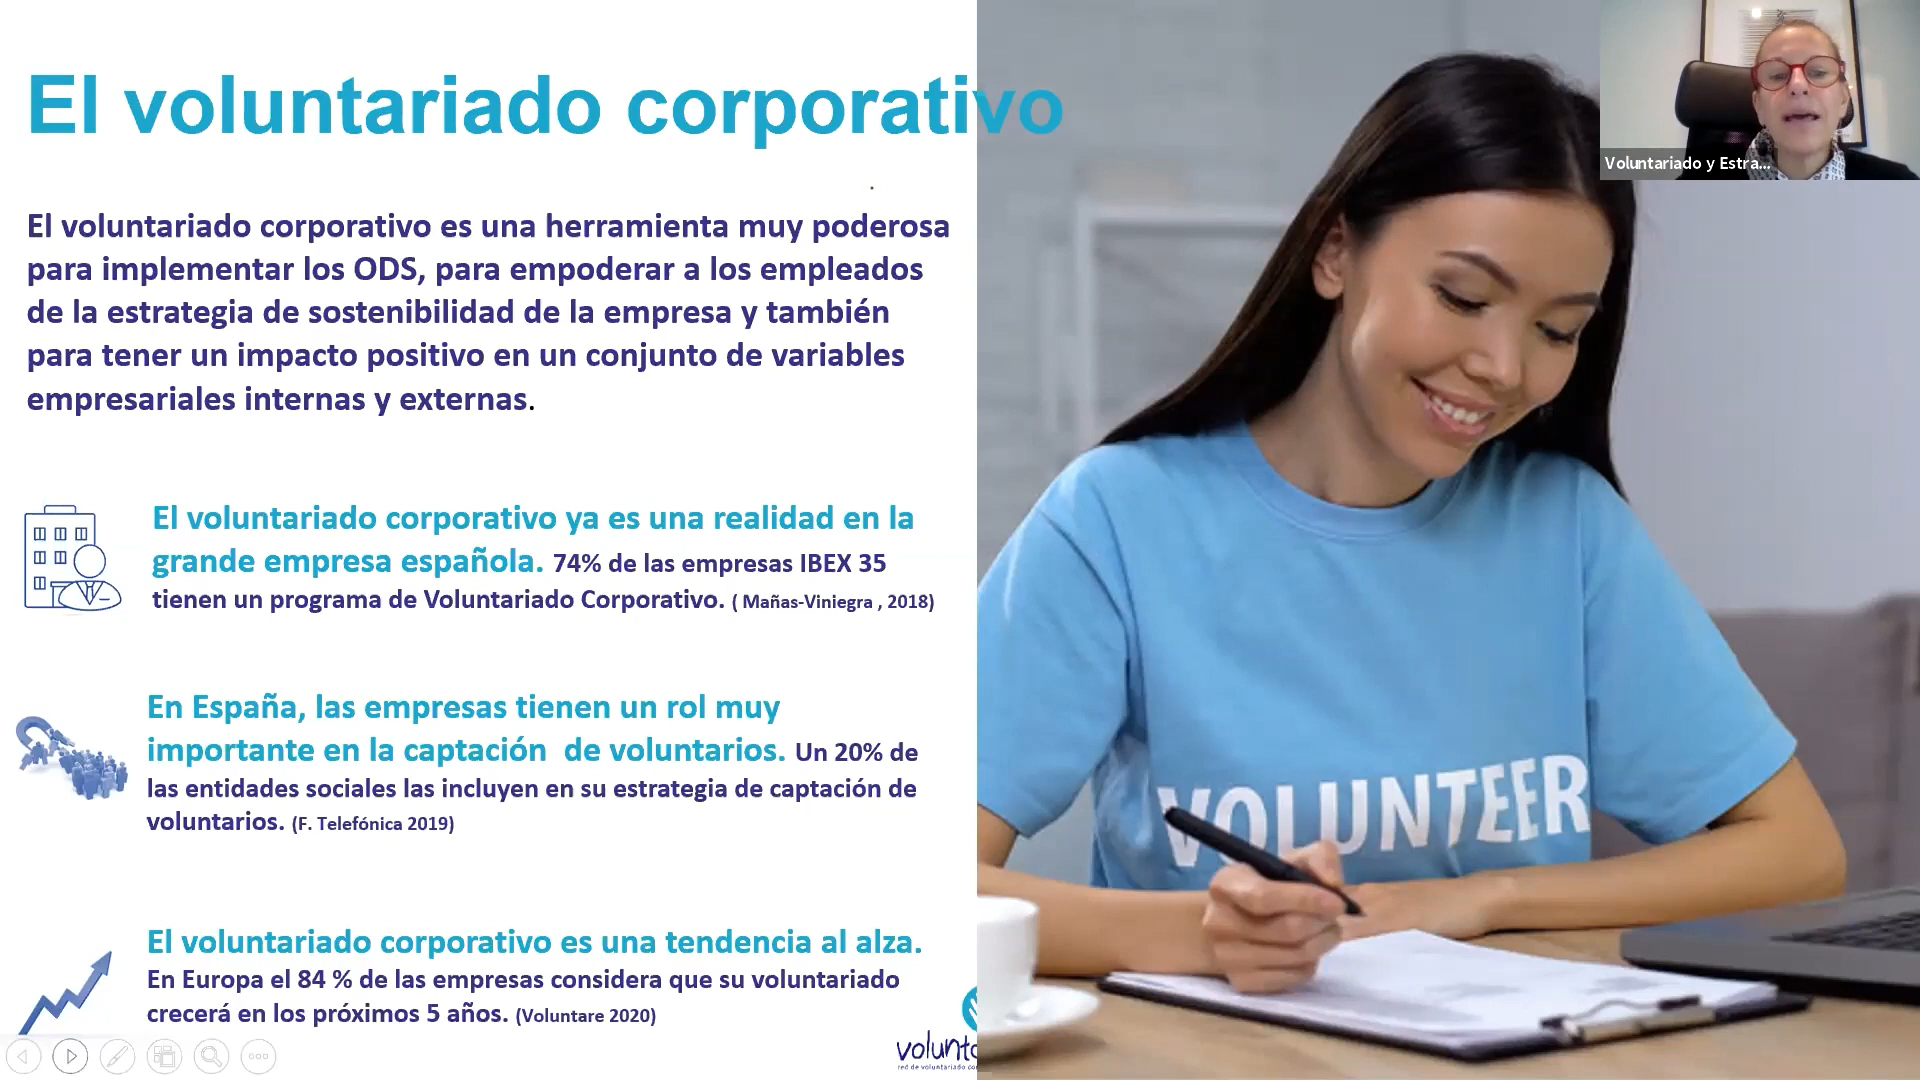 El voluntariado corporativo
El voluntariado corporativo es una herramienta muy poderosa
para implementar los ODS, para empoderar a los empleados
de la estrategia de sostenibilidad de la empresa y también
para tener un impacto positivo en un conjunto de variables
empresariales internas y externas.
El voluntariado corporativo ya es una realidad en la
grande empresa española. 74% de las empresas IBEX 35
tienen un programa de Voluntariado Corporativo. ( Mañas-Viniegra , 2018)
En España, las empresas tienen un rol muy
importante en la captación  de voluntarios. Un 20% de
las entidades sociales las incluyen en su estrategia de captación de
voluntarios. (F. Telefónica 2019)
El voluntariado corporativo es una tendencia al alza.
En Europa el 84 % de las empresas considera que su voluntariado
crecerá en los próximos 5 años. (Voluntare 2020)
volunta
red de voluntariado co
VOLUNTEER
Voluntariado y Estra...